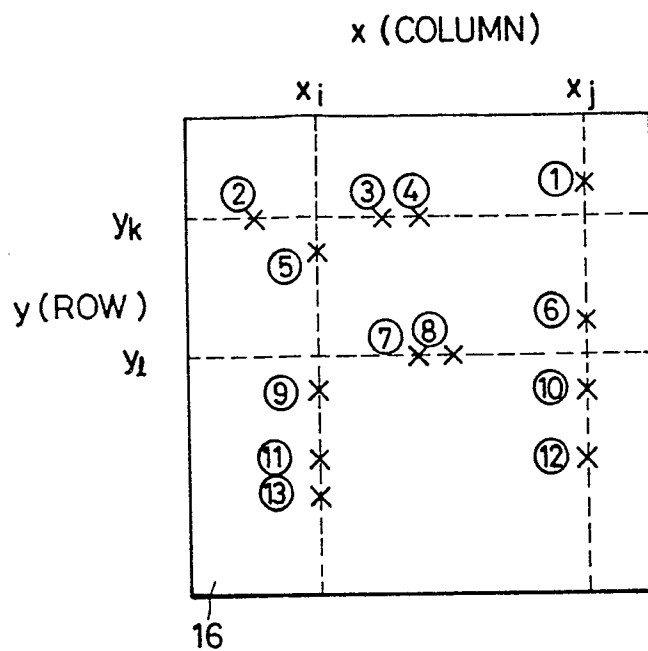 x (COLUMN)
xi xj
①
② ③ ④
yk
⑤
y (ROW)
⑥
⑦ ⑧
yl
⑨ ⑩
⑪ ⑫
⑬
16